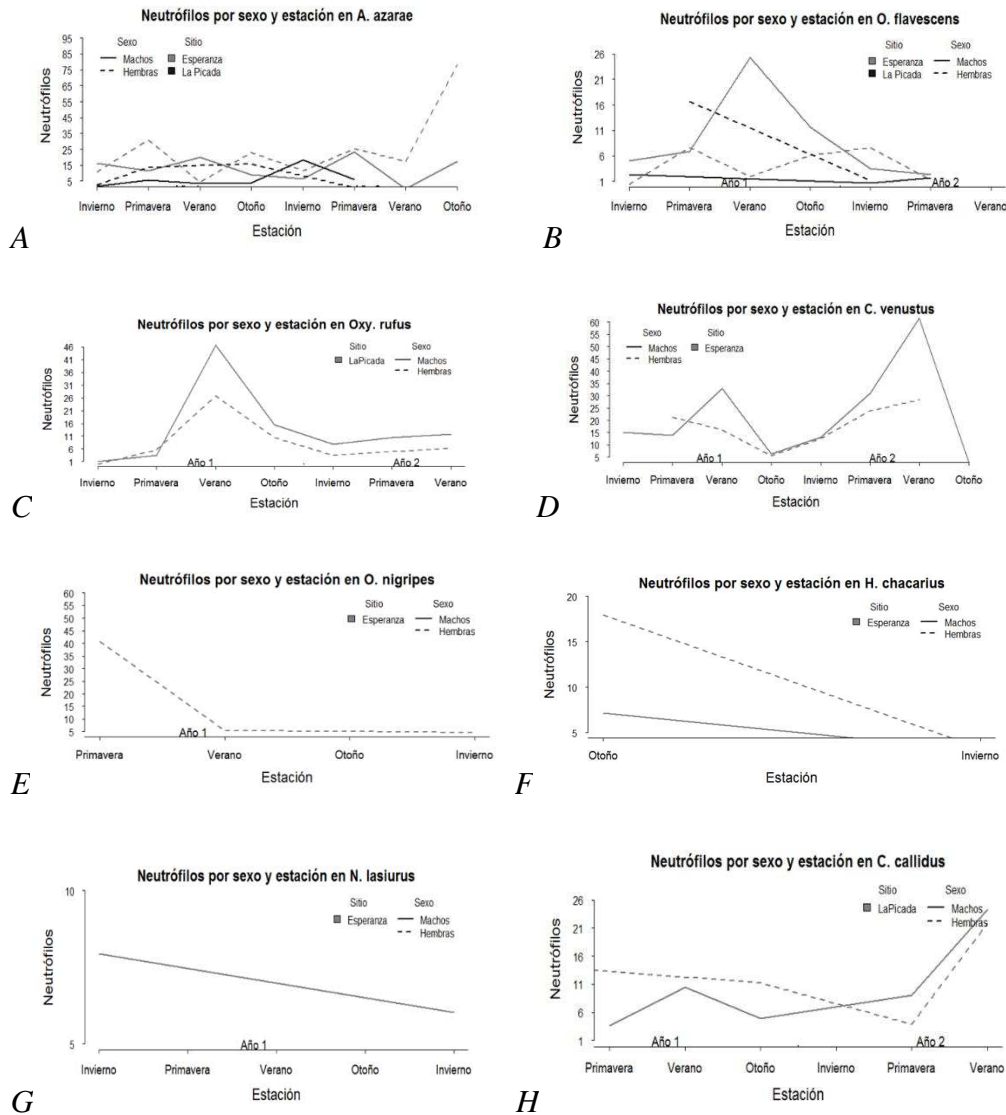 Neutrófilos por sexo y estación en A. azarae
95
85
75
65
55
45
35
25
15
5
Neutrófilos
Sexo Sitio
Machos Esperanza
Hembras La Picada
Invierno Primavera Verano Otoño Invierno Primavera Verano Otoño
Estación
A
Neutrófilos por sexo y estación en O. flavescens
26
16
6
1
Neutrófilos
Sitio Sexo
Esperanza Machos
La Picada Hembras
Año 1 Año 2
Invierno Primavera Verano Otoño Invierno Primavera Verano
Estación
B
Neutrófilos por sexo y estación en Oxy. rufus
46
41
36
31
26
21
16
11
6
1
Neutrófilos
Sitio Sexo
LaPicada Machos
Hembras
Año 1 Año 2
Invierno Primavera Verano Otoño Invierno Primavera Verano
Estación
C
Neutrófilos por sexo y estación en C. venustus
60
55
50
45
40
35
30
25
20
15
10
5
Neutrófilos
Sexo Sitio
Machos Esperanza
Hembras
Año 1 Año 2
Invierno Primavera Verano Otoño Invierno Primavera Verano Otoño
Estación
D
Neutrófilos por sexo y estación en O. nigripes
60
55
50
45
40
35
30
25
20
15
10
5
Neutrófilos
Sitio Sexo
Esperanza Machos
Hembras
Año 1
Primavera Verano Otoño Invierno
Estación
E
Neutrófilos por sexo y estación en H. chacarius
20
15
10
5
Neutrófilos
Sitio Sexo
Esperanza Machos
Hembras
Otoño Invierno
Estación
F
Neutrófilos por sexo y estación en N. lasiurus
10
5
Neutrófilos
Sitio Sexo
Esperanza Machos
Hembras
Año 1
Invierno Primavera Verano Otoño Invierno
Estación
G
Neutrófilos por sexo y estación en C. callidus
26
21
16
11
6
1
Neutrófilos
Sitio Sexo
LaPicada Machos
Hembras
Año 1 Año 2
Primavera Verano Otoño Invierno Primavera Verano
Estación
H